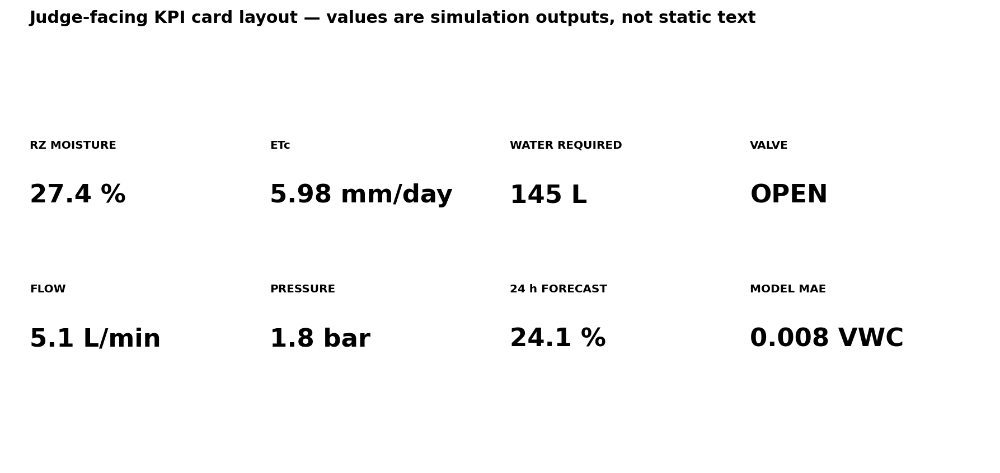 Judge-facing KPI card layout — values are simulation outputs, not static text
RZ MOISTURE
27.4 %
ETc
5.98 mm/day
WATER REQUIRED
145 L
VALVE
OPEN
FLOW
5.1 L/min
PRESSURE
1.8 bar
24 h FORECAST
24.1 %
MODEL MAE
0.008 VWC